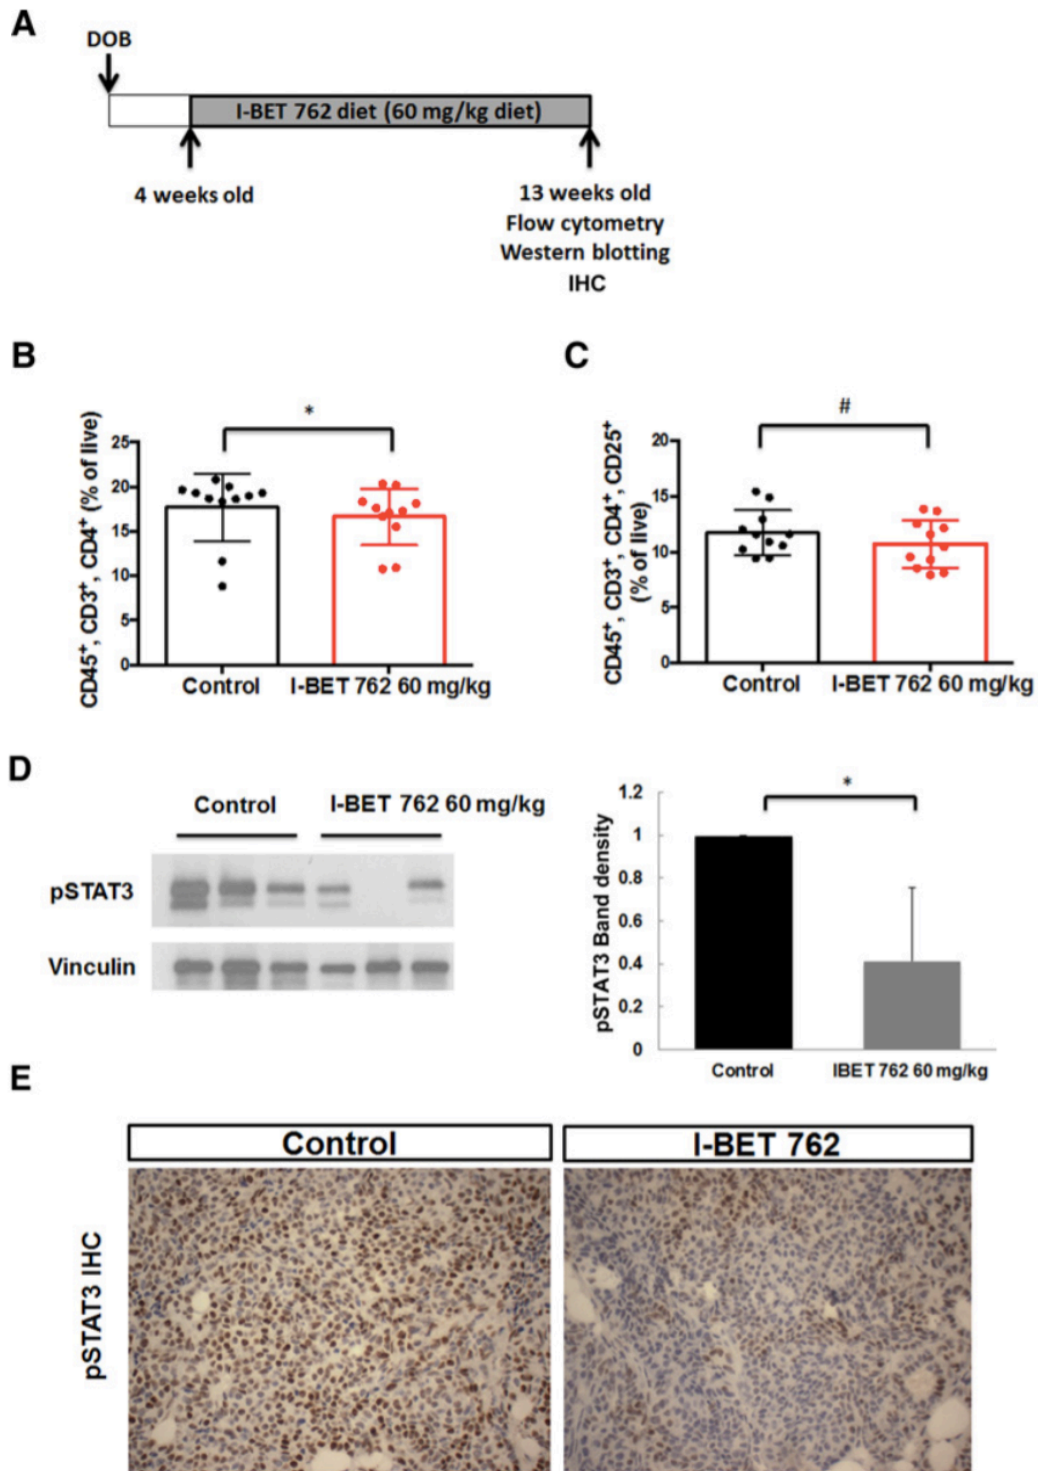 A
DOB
I-BET 762 diet (60 mg/kg diet)
4 weeks old
13 weeks old
Flow cytometry
Western blotting
IHC
B
CD45⁺, CD3⁺, CD4⁺ (% of live)
25
20
15
10
5
0
*
Control
I-BET 762 60 mg/kg
C
CD45⁺, CD3⁺, CD4⁺, CD25⁺
(% of live)
20
15
10
5
0
#
Control
I-BET 762 60 mg/kg
D
Control
I-BET 762 60 mg/kg
pSTAT3
Vinculin
pSTAT3 Band density
1.2
1
0.8
0.6
0.4
0.2
0
*
Control
IBET 762 60 mg/kg
E
Control
I-BET 762
pSTAT3 IHC